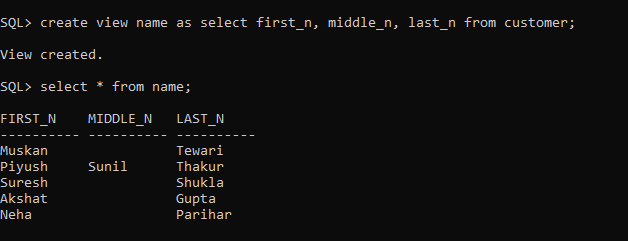 SQL> create view name as select first_n, middle_n, last_n from customer;
View created.
SQL> select * from name;
FIRST_N    MIDDLE_N   LAST_N
---------- ---------- ----------
Muskan                Tewari
Piyush     Sunil      Thakur
Suresh                Shukla
Akshat                Gupta
Neha                  Parihar